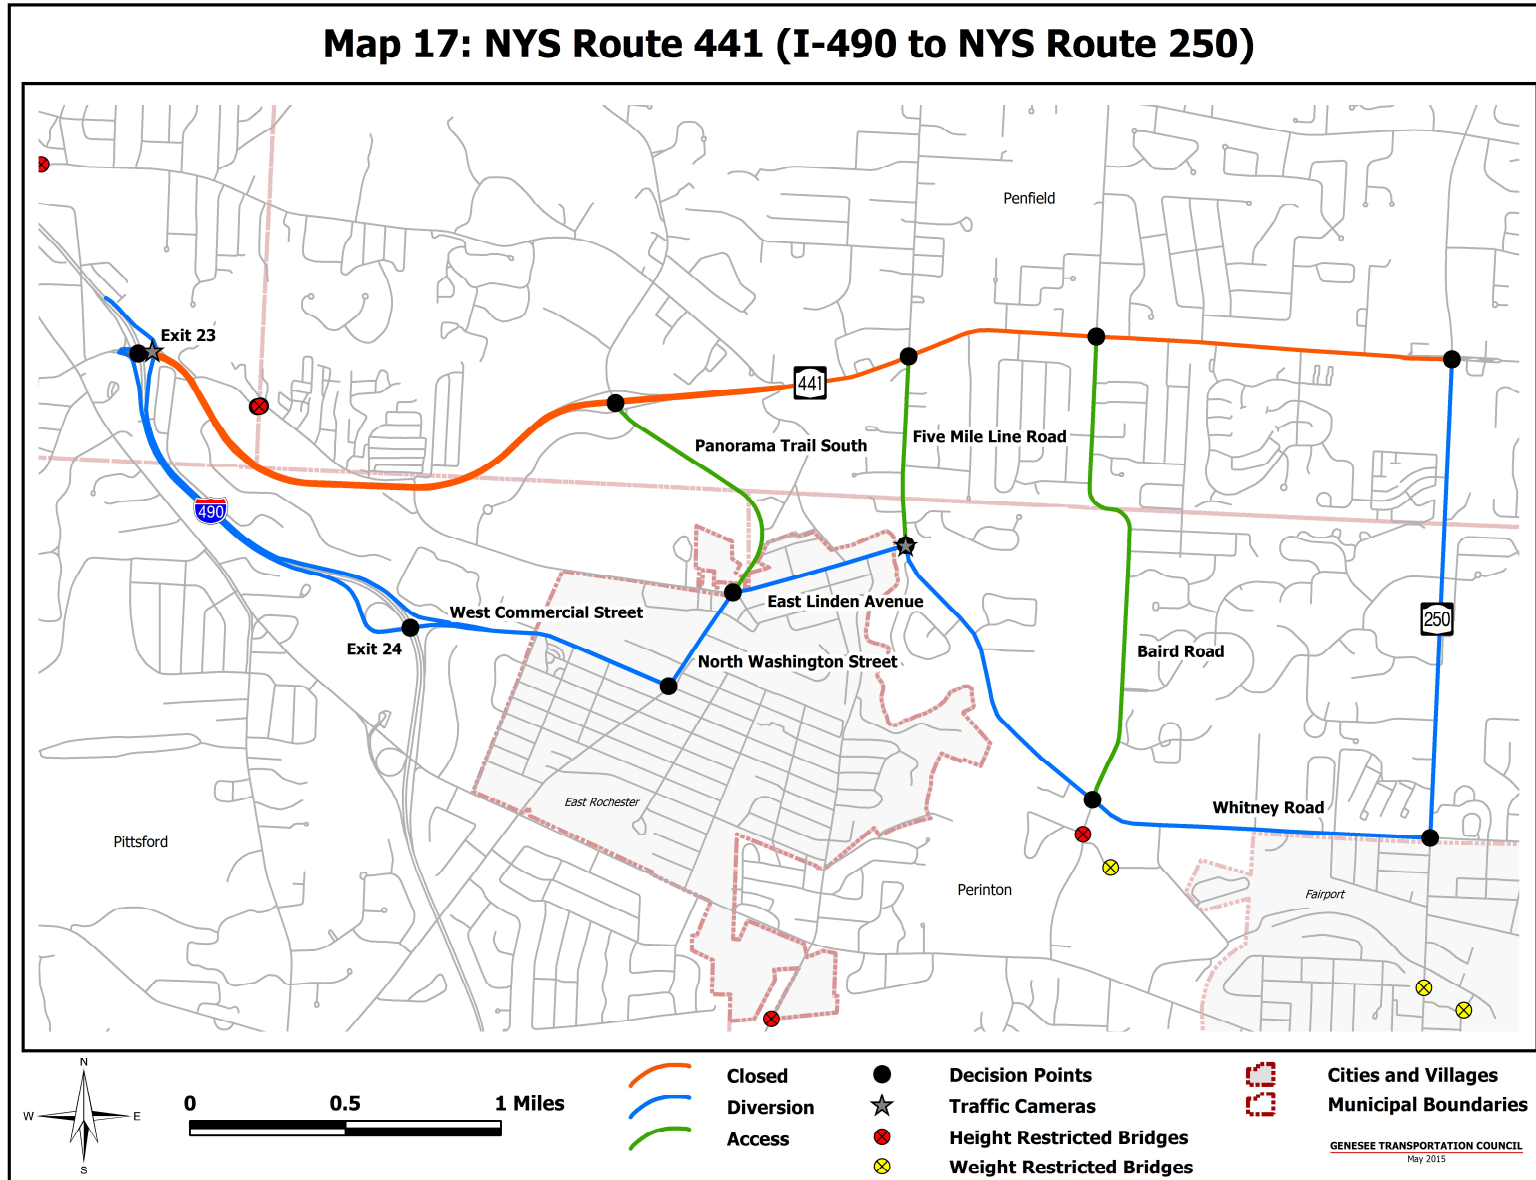 Map 17: NYS Route 441 (I-490 to NYS Route 250)
Penfield
Exit 23
441
Five Mile Line Road
Panorama Trail South
490
East Linden Avenue
West Commercial Street
250
Exit 24
Baird Road
North Washington Street
East Rochester
Whitney Road
Pittsford
Perinton
Fairport
N
W
E
S
0
0.5
1 Miles
Closed
Diversion
Access
Decision Points
Traffic Cameras
Height Restricted Bridges
Weight Restricted Bridges
Cities and Villages
Municipal Boundaries
GENESEE TRANSPORTATION COUNCIL
May 2015